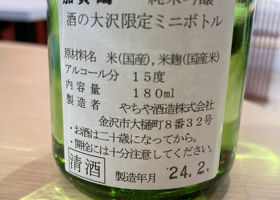 加賀鶴 純米吟醸
酒の大沢限定ミニボトル
原材料名 米(国産),米麹(国産米)
アルコール分 15度
内容量 180ml
製造者 やちや酒造株式会社
金沢市大樋町8番32号
・お酒は二十歳になってから。
・開栓には十分注意してください。
清酒 製造年月 '24.2.